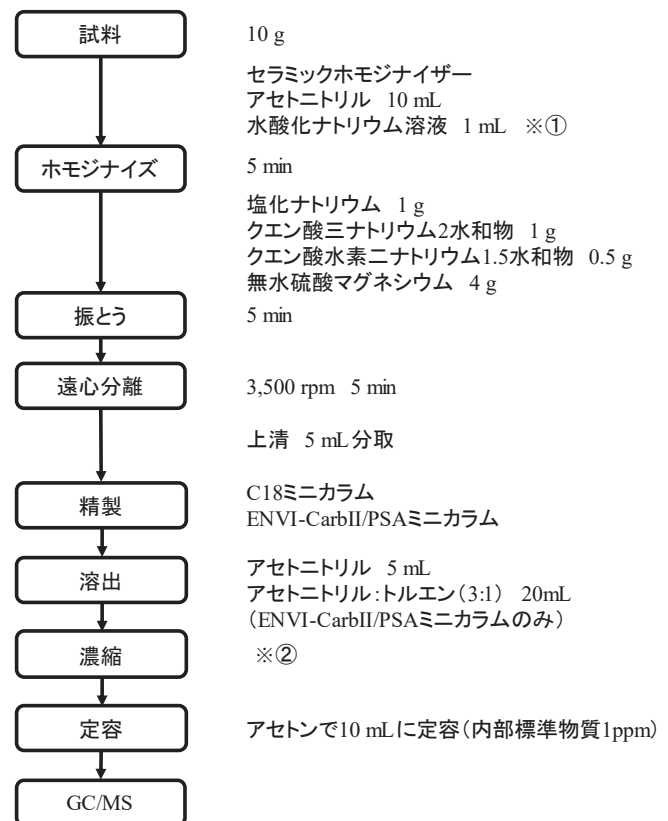 試料 10 g
セラミックホモジナイザー
アセトニトリル 10 mL
水酸化ナトリウム溶液 1 mL ※①
ホモジナイズ 5 min
塩化ナトリウム 1 g
クエン酸三ナトリウム2水和物 1 g
クエン酸水素二ナトリウム1.5水和物 0.5 g
無水硫酸マグネシウム 4 g
振とう 5 min
遠心分離 3,500 rpm 5 min
上清 5 mL分取
精製 C18ミニカラム
ENVI-CarbII/PSAミニカラム
溶出 アセトニトリル 5 mL
アセトニトリル:トルエン(3:1) 20mL
(ENVI-CarbII/PSAミニカラムのみ)
濃縮 ※②
定容 アセトンで10 mLに定容(内部標準物質1ppm)
GC/MS